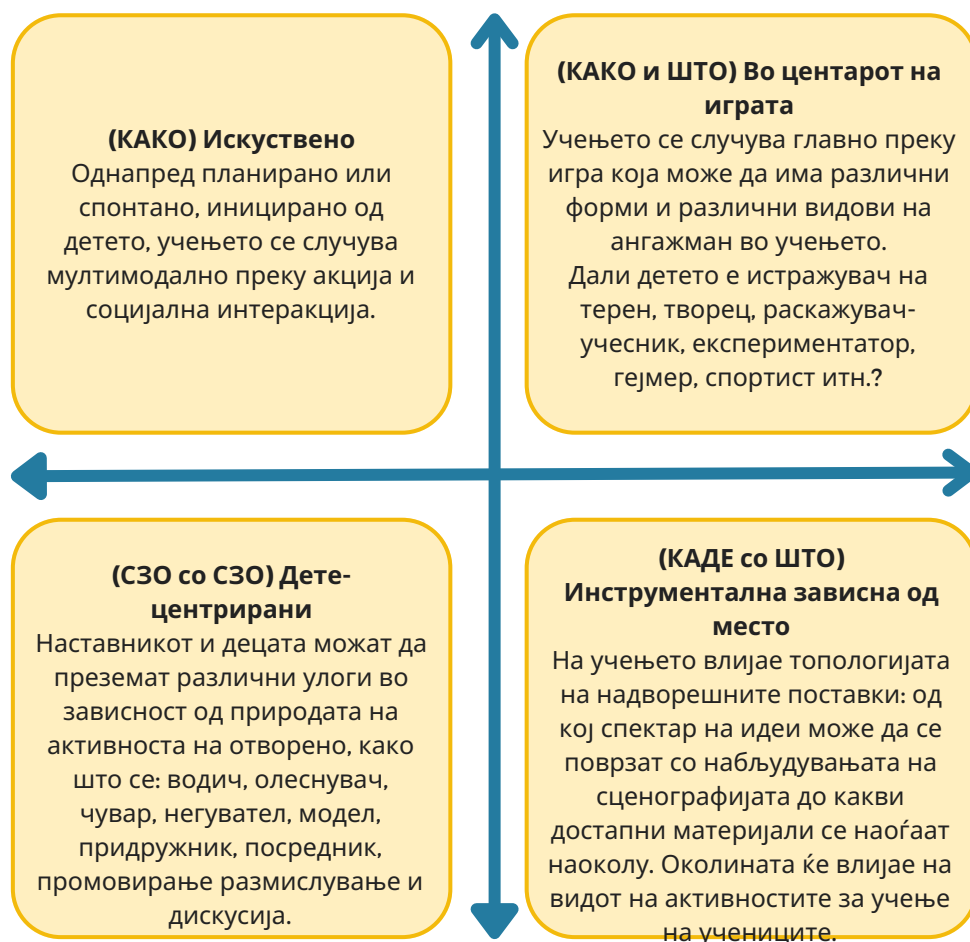 (КАКО) Искуствено
Однапред планирано или
спонтано, иницирано од
детето, учењето се случува
мултимодално преку акција и
социјална интеракција.
(КАКО и ШТО) Во центарот на
играта
Учењето се случува главно преку
игра која може да има различни
форми и различни видови на
ангажман во учењето.
Дали детето е истражувач на
терен, творец, раскажувач-
учесник, експериментатор,
гејмер, спортист итн.?
(СЗО со СЗО) Дете-
центрирани
Наставникот и децата можат да
преземат различни улоги во
зависност од природата на
активноста на отворено, како
што се: водич, олеснувач,
чувар, негувател, модел,
придружник, посредник,
промовирање размислување и
дискусија.
(КАДЕ со ШТО)
Инструментална зависна од
место
На учењето влијае топологијата
на надворешните поставки: од
кој спектар на идеи може да се
поврзат со набљудувањата на
сценографијата до какви
достапни материјали се наоѓаат
наоколу. Околината ќе влијае на
видот на активностите за учење
на учениците.